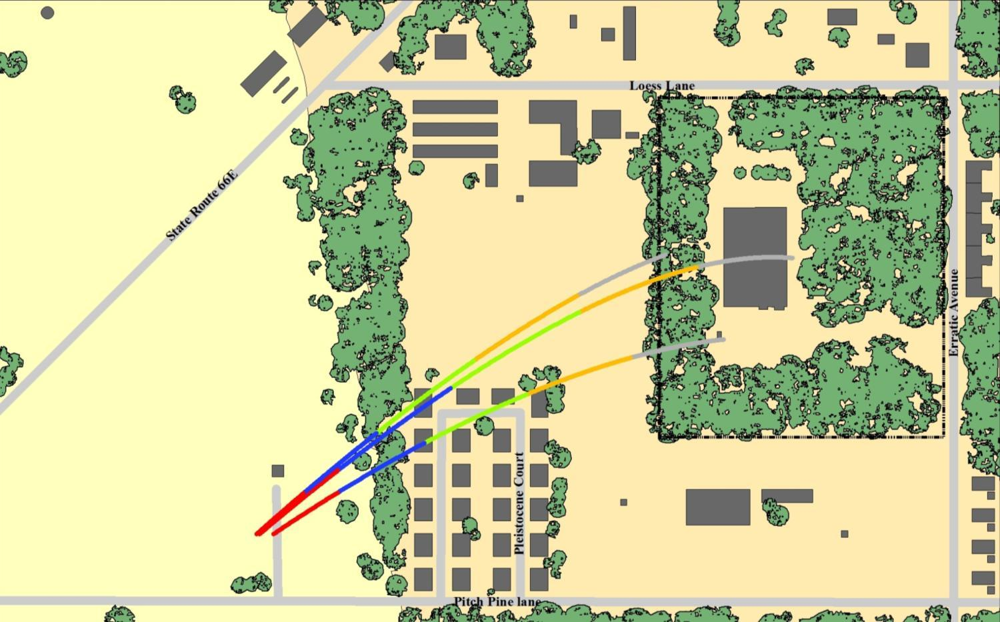 Loess Lane
State Route 66E
Erratic Avenue
Pleistocene Court
Pitch Pine lane